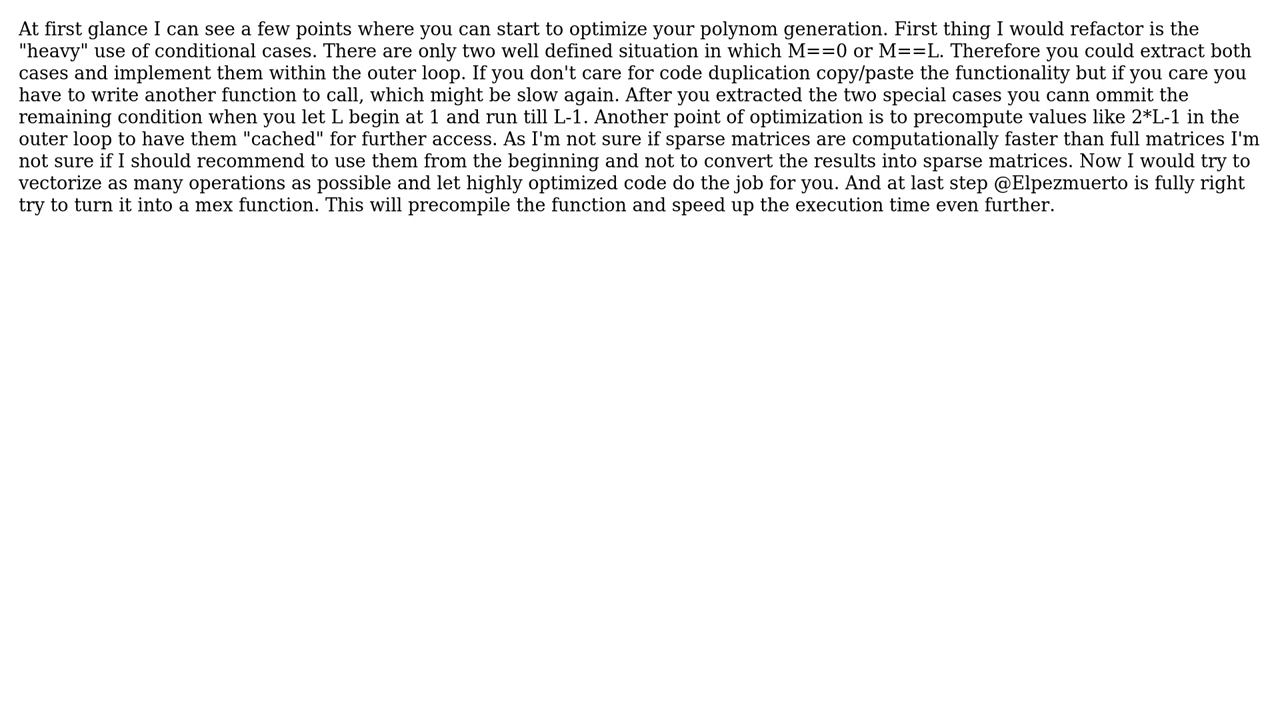 At first glance I can see a few points where you can start to optimize your polynom generation. First thing I would refactor is the
"heavy" use of conditional cases. There are only two well defined situation in which M==0 or M==L. Therefore you could extract both
cases and implement them within the outer loop. If you don't care for code duplication copy/paste the functionality but if you care you
have to write another function to call, which might be slow again. After you extracted the two special cases you cann ommit the
remaining condition when you let L begin at 1 and run till L-1. Another point of optimization is to precompute values like 2*L-1 in the
outer loop to have them "cached" for further access. As I'm not sure if sparse matrices are computationally faster than full matrices I'm
not sure if I should recommend to use them from the beginning and not to convert the results into sparse matrices. Now I would try to
vectorize as many operations as possible and let highly optimized code do the job for you. And at last step @Elpezmuerto is fully right
try to turn it into a mex function. This will precompile the function and speed up the execution time even further.